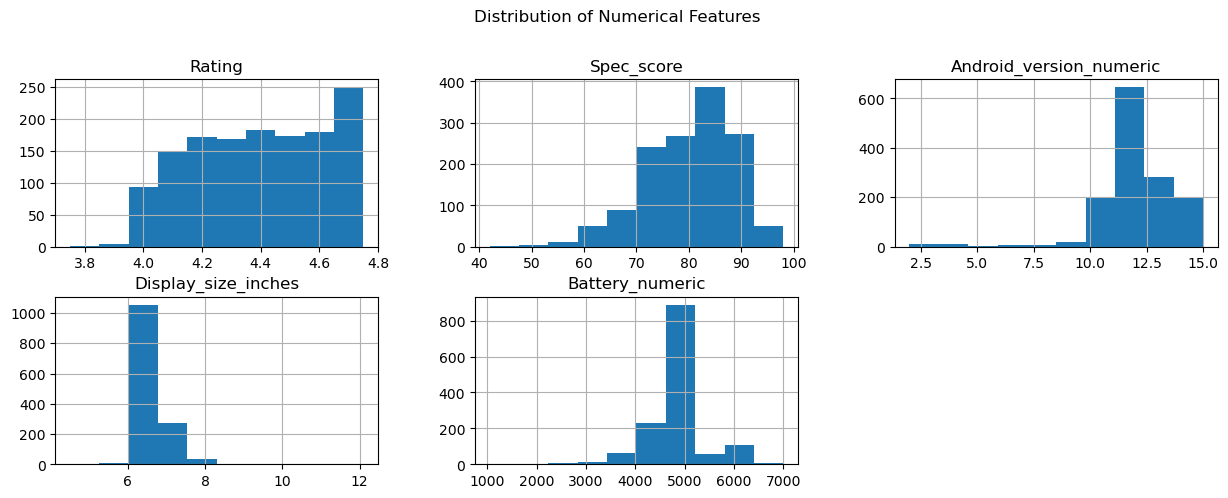 Distribution of Numerical Features
Rating
250
200
150
100
50
0
3.8 4.0 4.2 4.4 4.6 4.8
Spec_score
400
300
200
100
0
40 50 60 70 80 90 100
Android_version_numeric
600
400
200
0
2.5 5.0 7.5 10.0 12.5 15.0
Display_size_inches
1000
800
600
400
200
0
6 8 10 12
Battery_numeric
800
600
400
200
0
1000 2000 3000 4000 5000 6000 7000